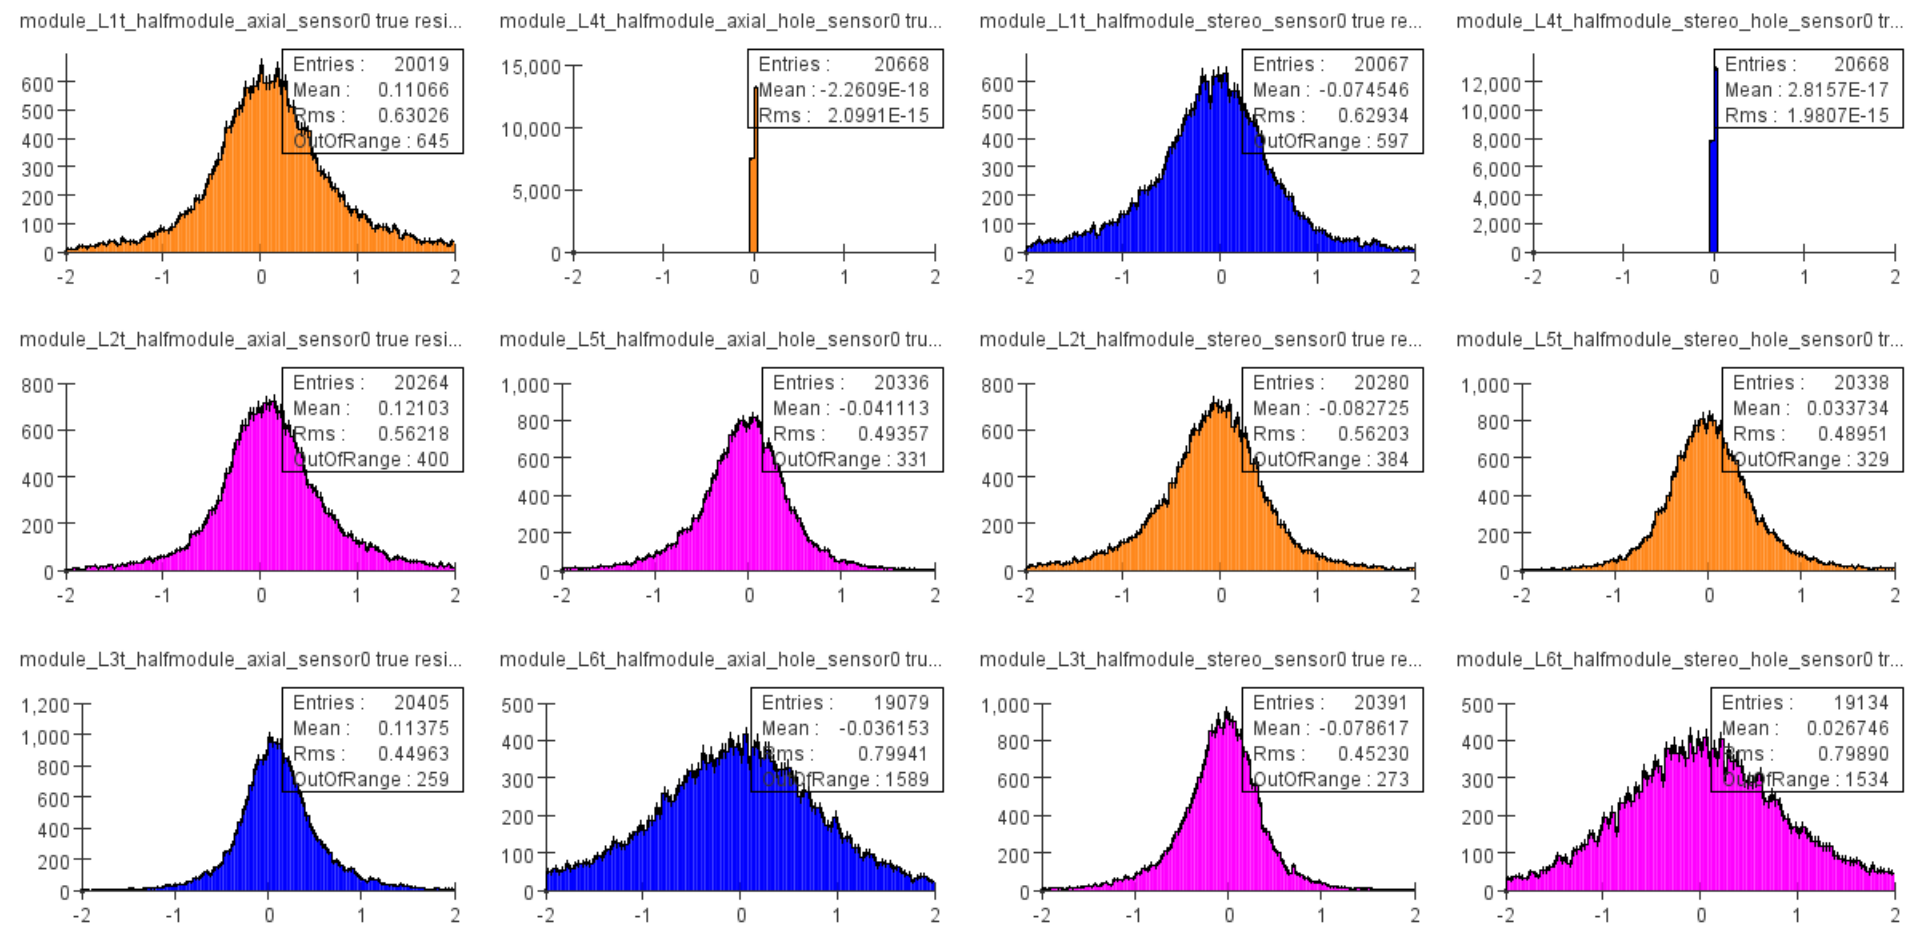 module_L1t_halfmodule_axial_sensor0 true resi...
Entries : 20019
Mean : 0.11066
Rms : 0.63026
OutOfRange : 645
600
500
400
300
200
100
0
-2 -1 0 1 2
module_L4t_halfmodule_axial_hole_sensor0 tru...
Entries : 20668
Mean : -2.2609E-18
Rms : 2.0991E-15
15,000
10,000
5,000
0
-2 -1 0 1 2
module_L1t_halfmodule_stereo_sensor0 true re...
Entries : 20067
Mean : -0.074546
Rms : 0.62934
OutOfRange : 597
600
500
400
300
200
100
0
-2 -1 0 1 2
module_L4t_halfmodule_stereo_hole_sensor0 tr...
Entries : 20668
Mean : 2.8157E-17
Rms : 1.9807E-15
12,000
10,000
8,000
6,000
4,000
2,000
0
-2 -1 0 1 2
module_L2t_halfmodule_axial_sensor0 true resi...
Entries : 20264
Mean : 0.12103
Rms : 0.56218
OutOfRange : 400
800
600
400
200
0
-2 -1 0 1 2
module_L5t_halfmodule_axial_hole_sensor0 tru...
Entries : 20336
Mean : -0.041113
Rms : 0.49357
OutOfRange : 331
1,000
800
600
400
200
0
-2 -1 0 1 2
module_L2t_halfmodule_stereo_sensor0 true re...
Entries : 20280
Mean : -0.082725
Rms : 0.56203
OutOfRange : 384
800
600
400
200
0
-2 -1 0 1 2
module_L5t_halfmodule_stereo_hole_sensor0 tr...
Entries : 20338
Mean : 0.033734
Rms : 0.48951
OutOfRange : 329
1,000
800
600
400
200
0
-2 -1 0 1 2
module_L3t_halfmodule_axial_sensor0 true resi...
Entries : 20405
Mean : 0.11375
Rms : 0.44963
OutOfRange : 259
1,200
1,000
800
600
400
200
0
-2 -1 0 1 2
module_L6t_halfmodule_axial_hole_sensor0 tru...
Entries : 19079
Mean : -0.036153
Rms : 0.79941
OutOfRange : 1589
500
400
300
200
100
0
-2 -1 0 1 2
module_L3t_halfmodule_stereo_sensor0 true re...
Entries : 20391
Mean : -0.078617
Rms : 0.45230
OutOfRange : 273
1,000
800
600
400
200
0
-2 -1 0 1 2
module_L6t_halfmodule_stereo_hole_sensor0 tr...
Entries : 19134
Mean : 0.026746
Rms : 0.79890
OutOfRange : 1534
500
400
300
200
100
0
-2 -1 0 1 2